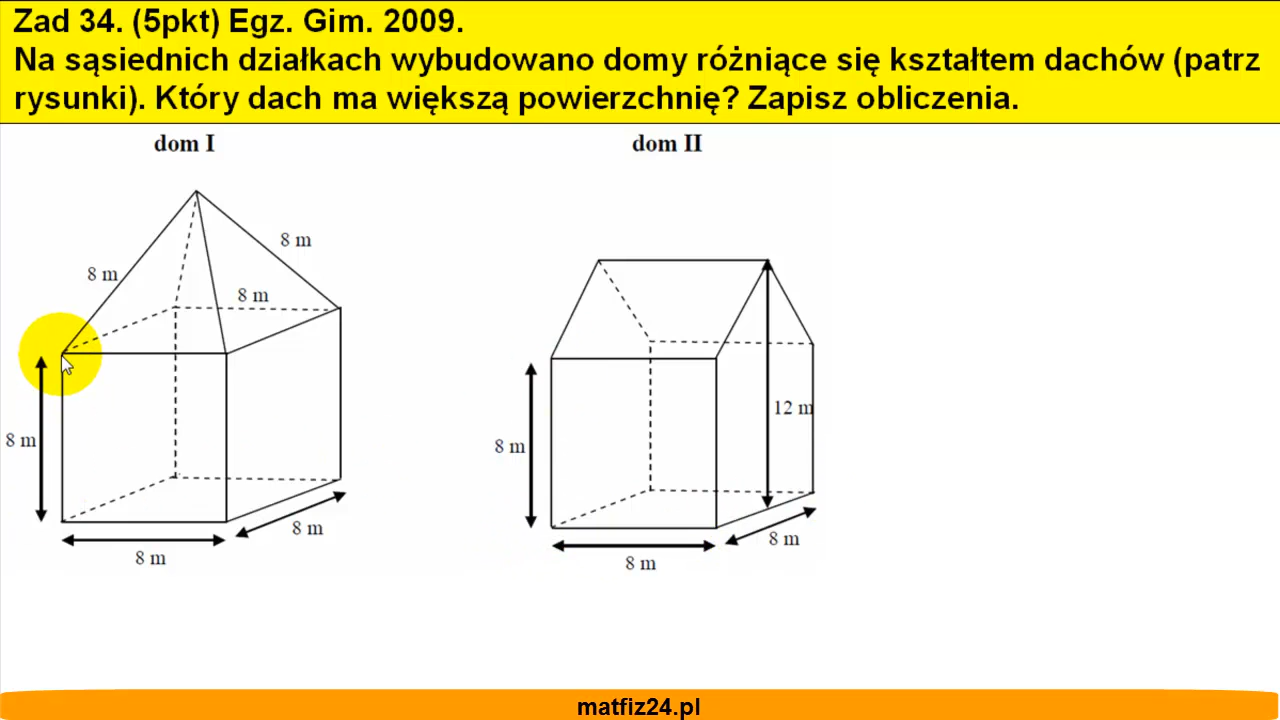 Zad 34. (5pkt) Egz. Gim. 2009.
Na sąsiednich działkach wybudowano domy różniące się kształtem dachów (patrz
rysunki). Który dach ma większą powierzchnię? Zapisz obliczenia.
dom I
dom II
8 m
8 m
8 m
8 m
8 m
8 m
12 m
8 m
8 m
8 m
matfiz24.pl